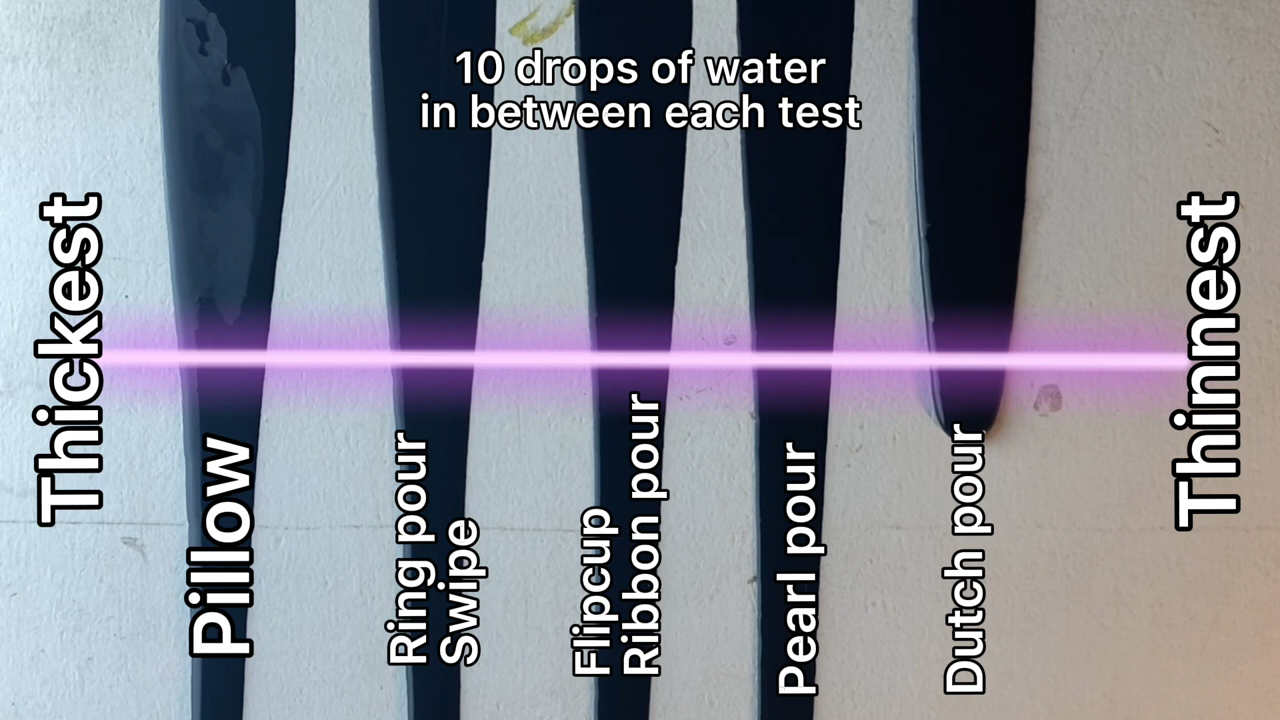 10 drops of water
in between each test
Thickest
Pillow
Ring pour
Swipe
Flipcup
Ribbon pour
Pearl pour
Dutch pour
Thinnest